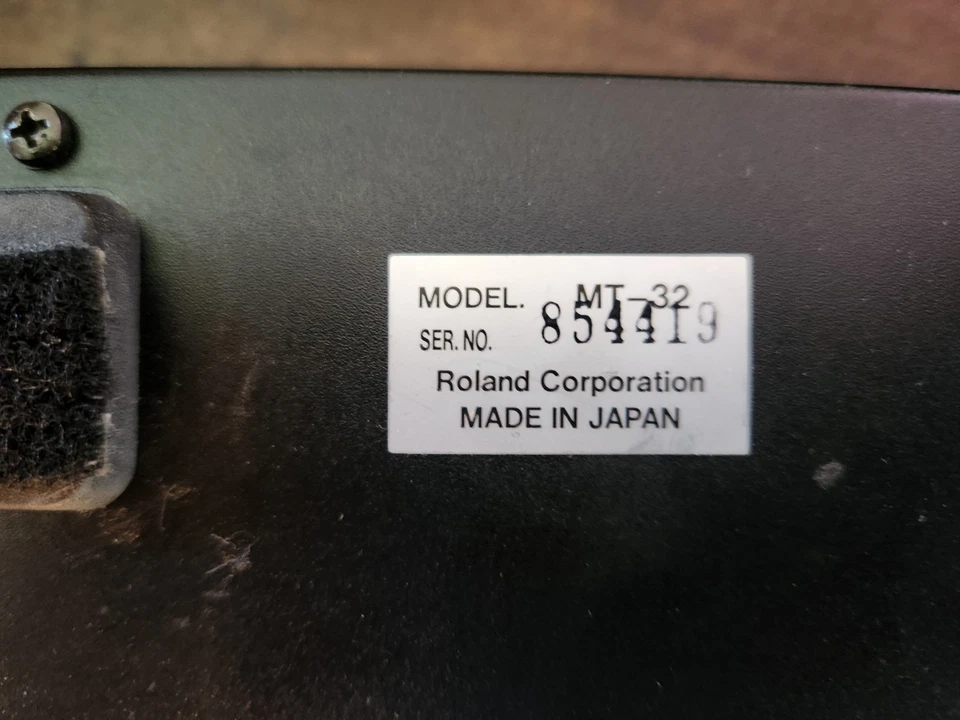 MODEL. MT-32
SER. NO. 854419
Roland Corporation
MADE IN JAPAN